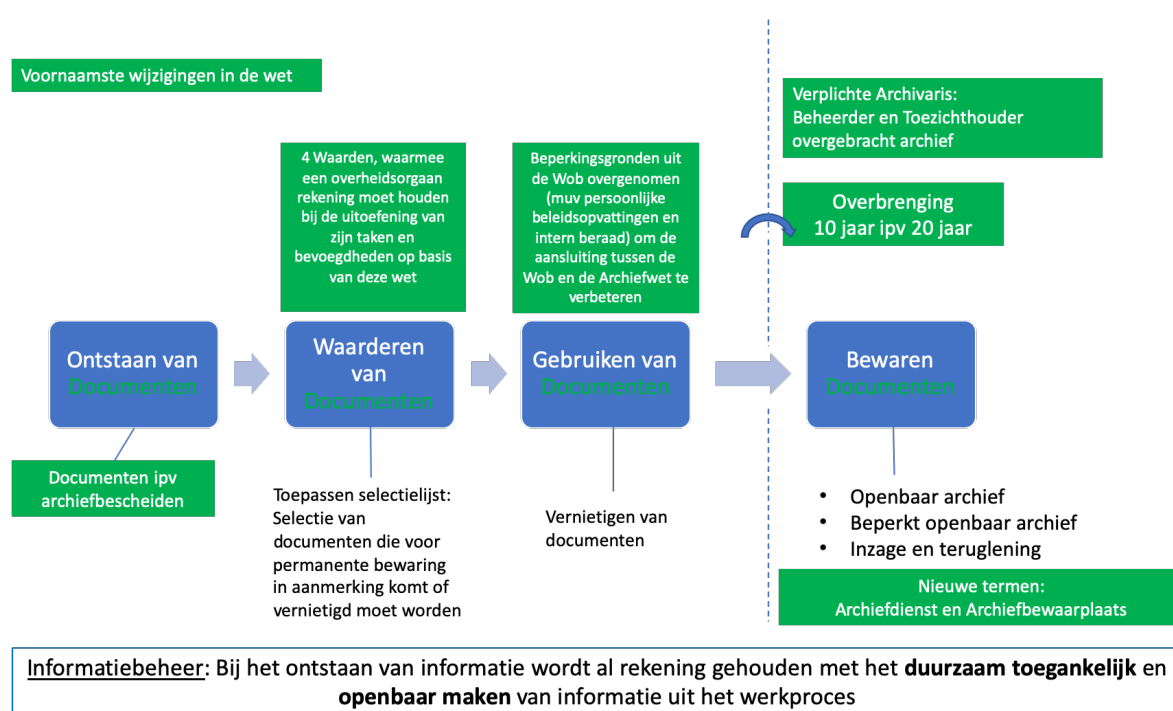 Voornaamste wijzigingen in de wet
Verplichte Archivaris:
Beheerder en Toezichthouder
overgebracht archief
4 Waarden, waarmee
een overheidsorgaan
rekening moet houden
bij de uitoefening van
zijn taken en
bevoegdheden op basis
van deze wet
Beperkingsgronden uit
de Wob overgenomen
(muv persoonlijke
beleidsopvattingen en
intern beraad) om de
aansluiting tussen de
Wob en de Archiefwet te
verbeteren
Overbrenging
10 jaar ipv 20 jaar
Ontstaan van
Documenten
Waarderen
van
Documenten
Gebruiken van
Documenten
Bewaren
Documenten
Documenten ipv
archiefbescheiden
Toepassen selectielijst:
Selectie van
documenten die voor
permanente bewaring
in aanmerking komt of
vernietigd moet worden
Vernietigen van
documenten
• Openbaar archief
• Beperkt openbaar archief
• Inzage en teruglening
Nieuwe termen:
Archiefdienst en Archiefbewaarplaats
Informatiebeheer: Bij het ontstaan van informatie wordt al rekening gehouden met het duurzaam toegankelijk en
openbaar maken van informatie uit het werkproces